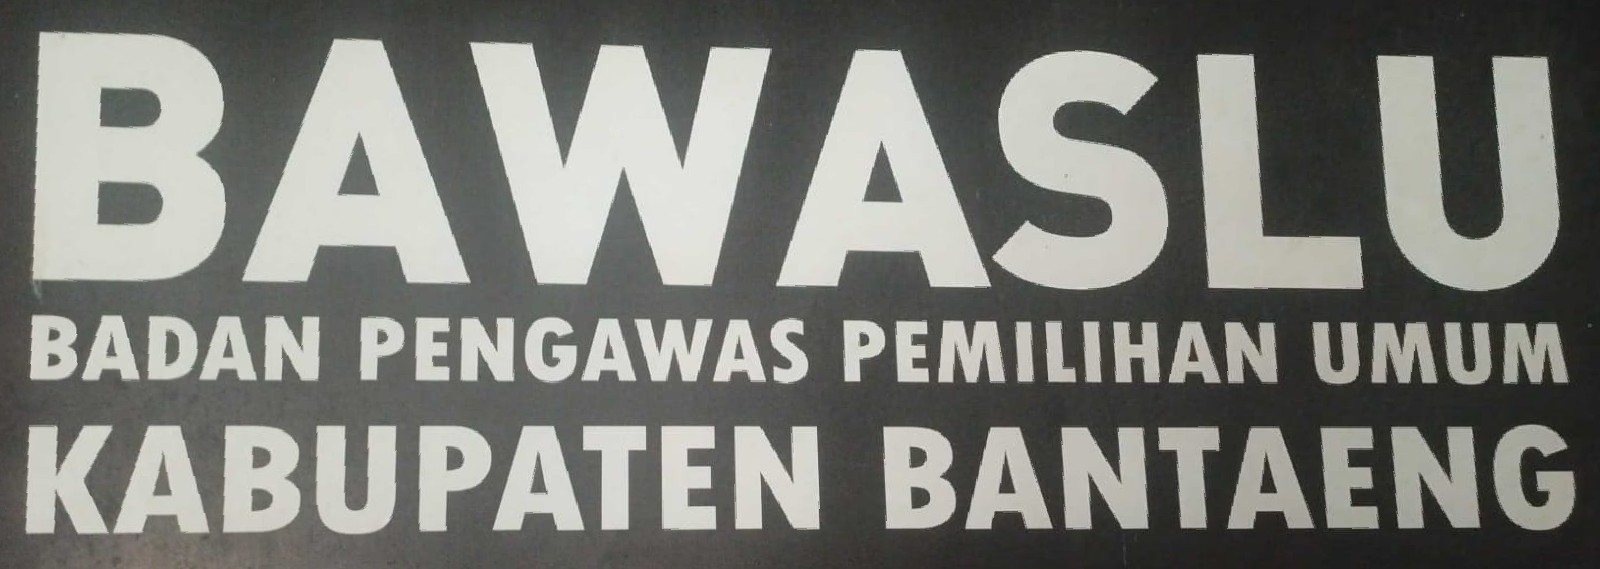 BAWASLU
BADAN PENGAWAS PEMILIHAN UMUM
KABUPATEN BANTAENG